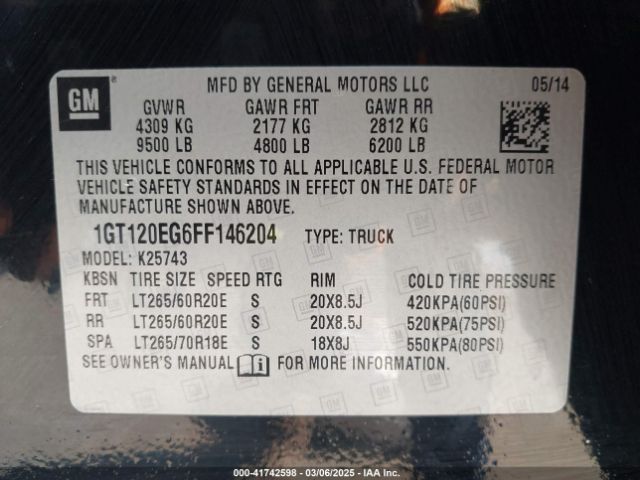 GM
MFD BY GENERAL MOTORS LLC 05/14
GVWR GAWR FRT GAWR RR
4309 KG 2177 KG 2812 KG
9500 LB 4800 LB 6200 LB
THIS VEHICLE CONFORMS TO ALL APPLICABLE U.S. FEDERAL MOTOR
VEHICLE SAFETY STANDARDS IN EFFECT ON THE DATE OF
MANUFACTURE SHOWN ABOVE.
1GT120EG6FF146204 TYPE: TRUCK
MODEL: K25743
KBSN TIRE SIZE SPEED RTG RIM COLD TIRE PRESSURE
FRT LT265/60R20E S 20X8.5J 420KPA(60PSI)
RR LT265/60R20E S 20X8.5J 520KPA(75PSI)
SPA LT265/70R18E S 18X8J 550KPA(80PSI)
SEE OWNER'S MANUAL FOR MORE INFORMATION.
000-41742598 - 03/06/2025 - IAA Inc.